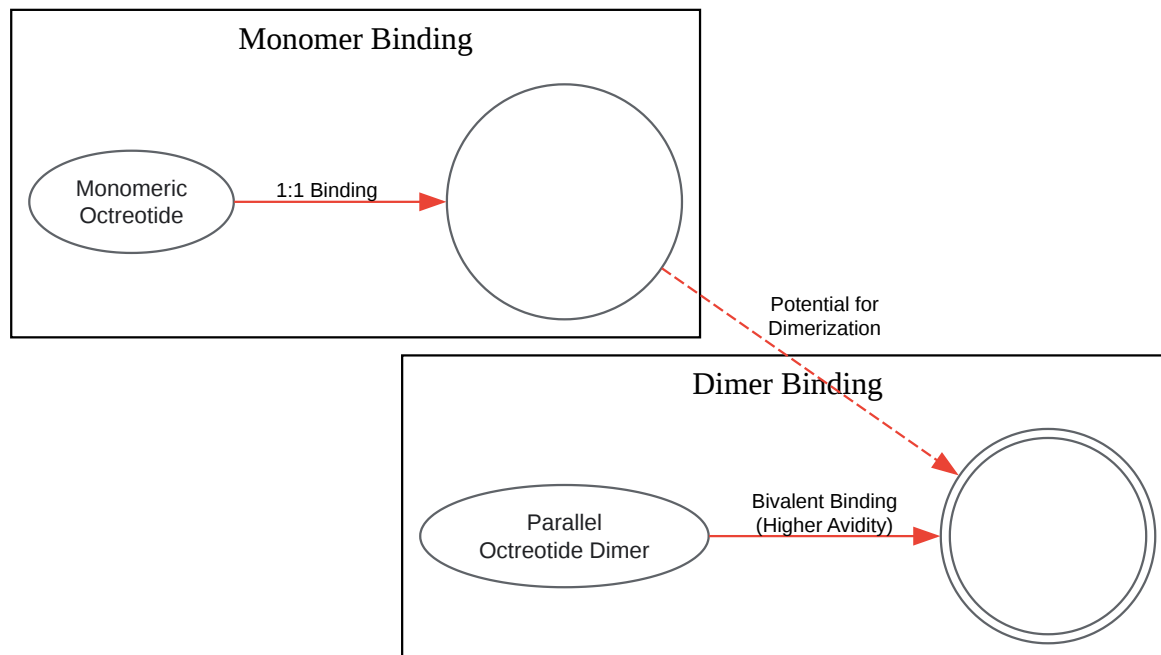 Monomer Binding
Monomeric
Octreotide
1:1 Binding
Potential for
Dimerization
Dimer Binding
Parallel
Octreotide Dimer
Bivalent Binding
(Higher Avidity)